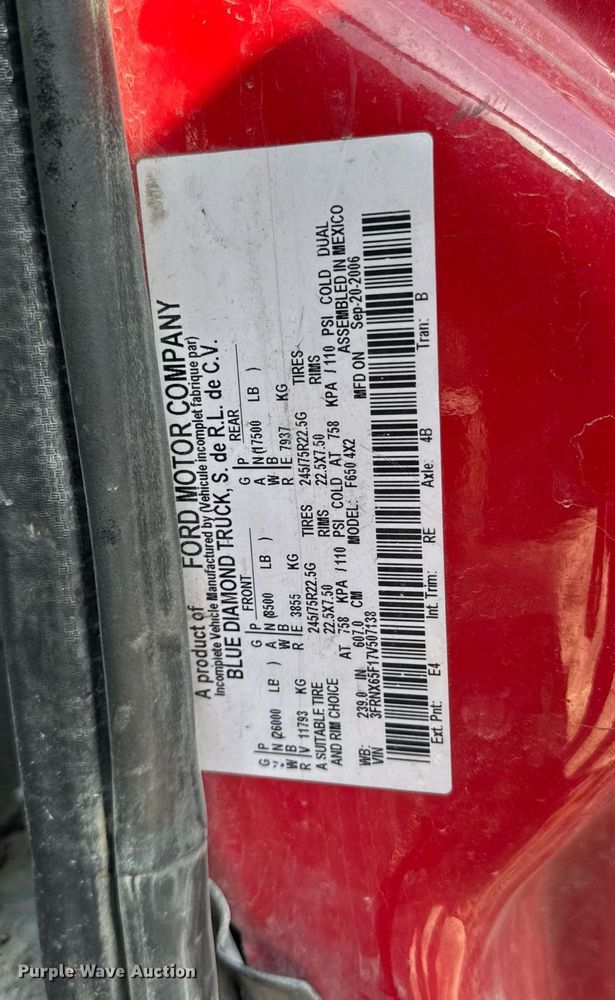 A product of FORD MOTOR COMPANY
Incomplete Vehicle Manufactured by (Vehicule incomplet fabrique par)
BLUE DIAMOND TRUCK, S. de R.L. de C.V.
FRONT REAR
G P G P G P
V N (26000 LB ) A N (8500 LB ) A N (17500 LB )
W B W B W B
R V 11793 KG R E 3855 KG R E 7937 KG
A SUITABLE TIRE 245/75R22.5G TIRES 245/75R22.5G TIRES
AND RIM CHOICE 22.5X7.50 RIMS 22.5X7.50 RIMS
AT 758 KPA / 110 PSI COLD AT 758 KPA / 110 PSI COLD DUAL
WB: 239.0 IN 607.0 CM MODEL: F650 4X2 ASSEMBLED IN MEXICO
VIN 3FRNX65F17V507138 MFD ON Sep-20-2006
Ext. Pnt: E4 Int. Trim: RE Axle: 4B Tran: B
Purple Wave Auction